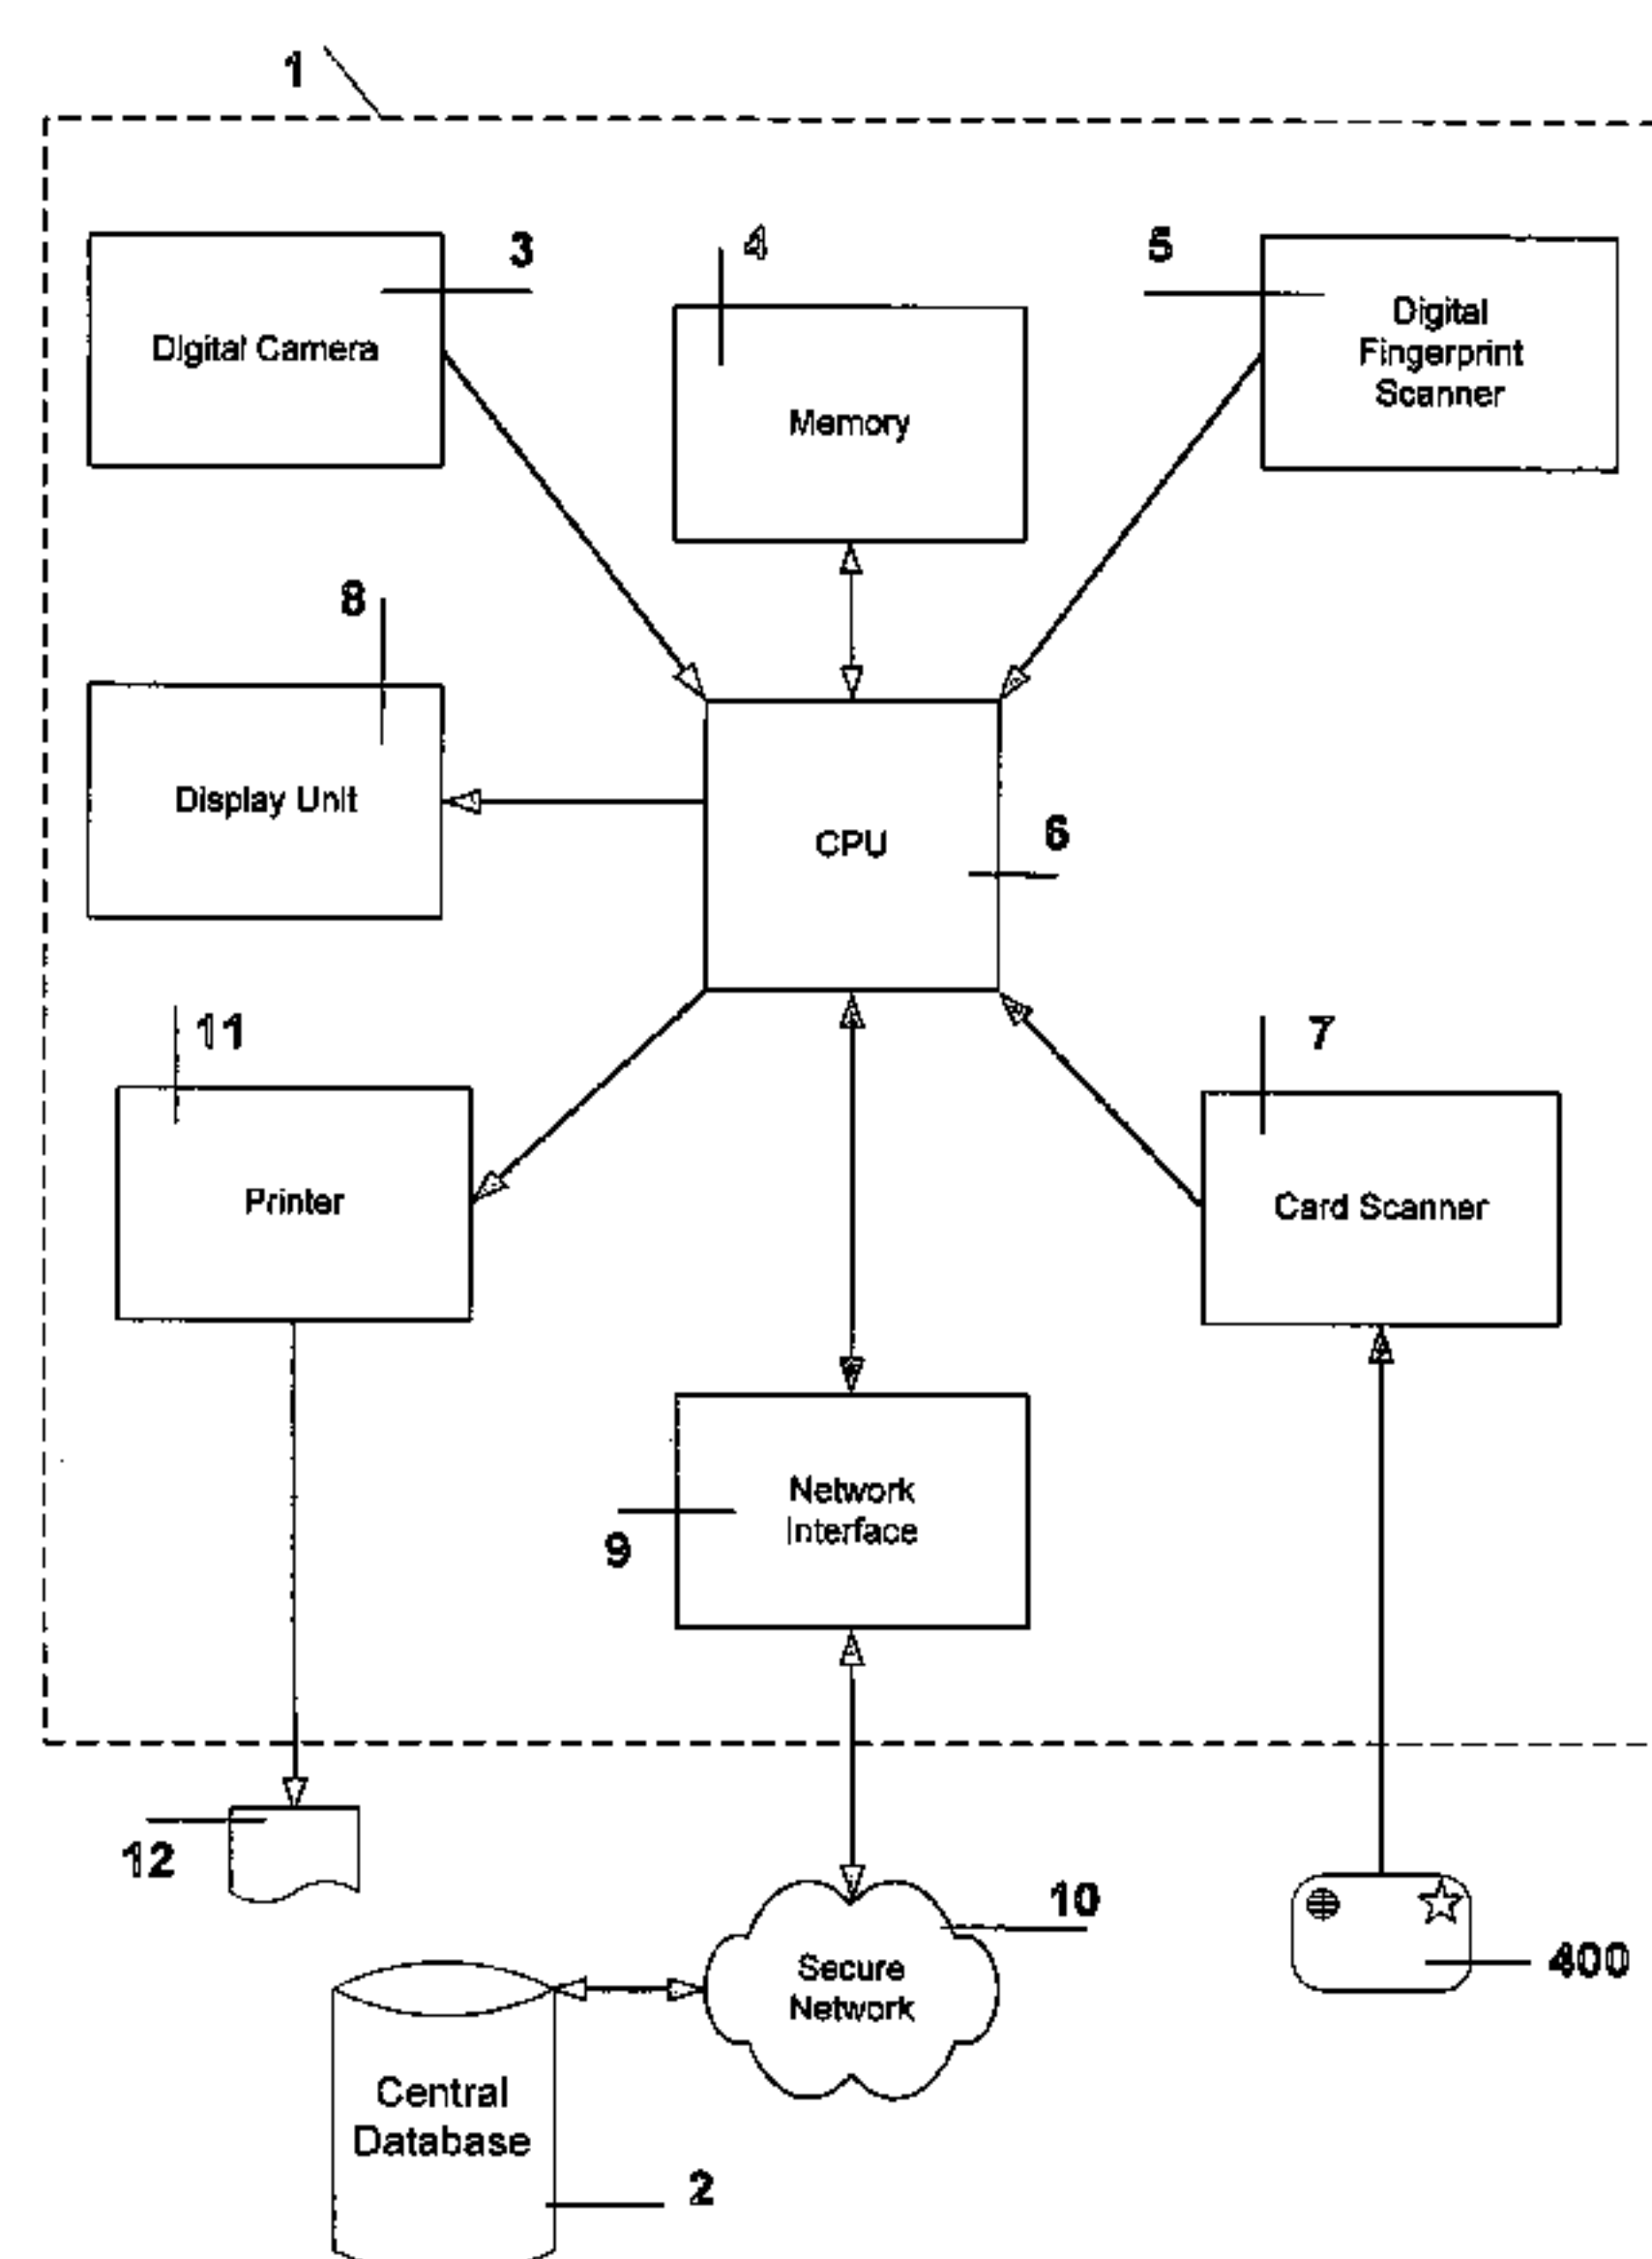 1
3
4
5
Digital Camera
Memory
Digital
Fingerprint
Scanner
8
Display Unit
CPU
6
11
7
Printer
Card Scanner
Network
Interface
9
12
10
Secure
Network
400
Central
Database
2